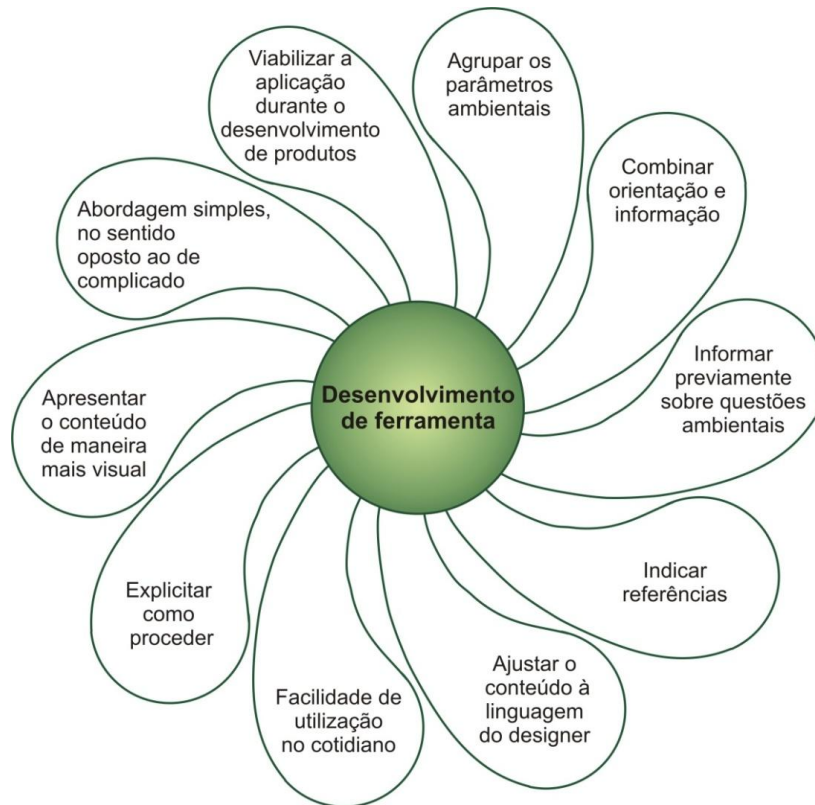 Viabilizar a
aplicação
durante o
desenvolvimento
de produtos
Agrupar os
parâmetros
ambientais
Combinar
orientação e
informação
Informar
previamente
sobre questões
ambientais
Indicar
referências
Ajustar o
conteúdo à
linguagem
do designer
Facilidade de
utilização
no cotidiano
Explicitar
como
proceder
Apresentar
o conteúdo
de maneira
mais visual
Abordagem simples,
no sentido
oposto ao de
complicado
Desenvolvimento
de ferramenta